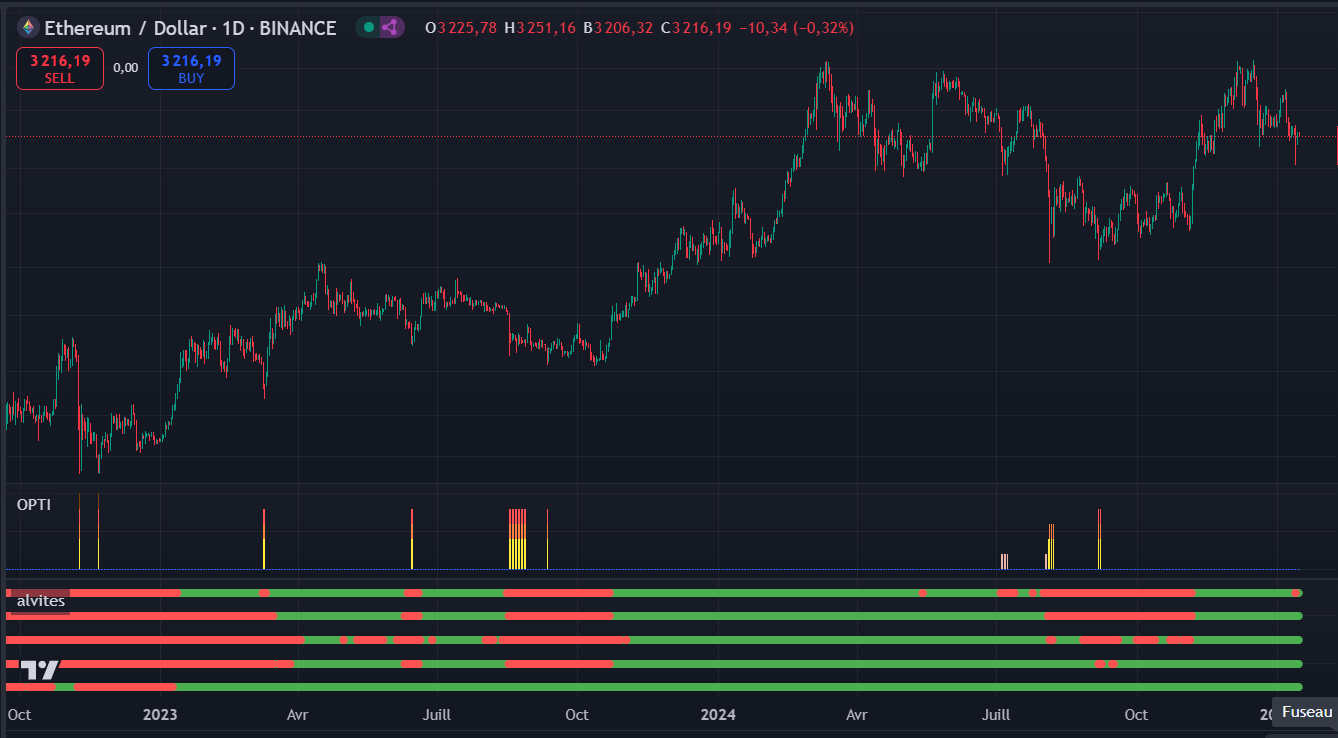 Ethereum / Dollar · 1D · BINANCE O3 225,78 H3 251,16 B3 206,32 C3 216,19 −10,34 (−0,32%)
3 216,19 0,00 3 216,19
SELL BUY
OPTI
alvites
Oct 2023 Avr Juill Oct 2024 Avr Juill Oct Fuseau